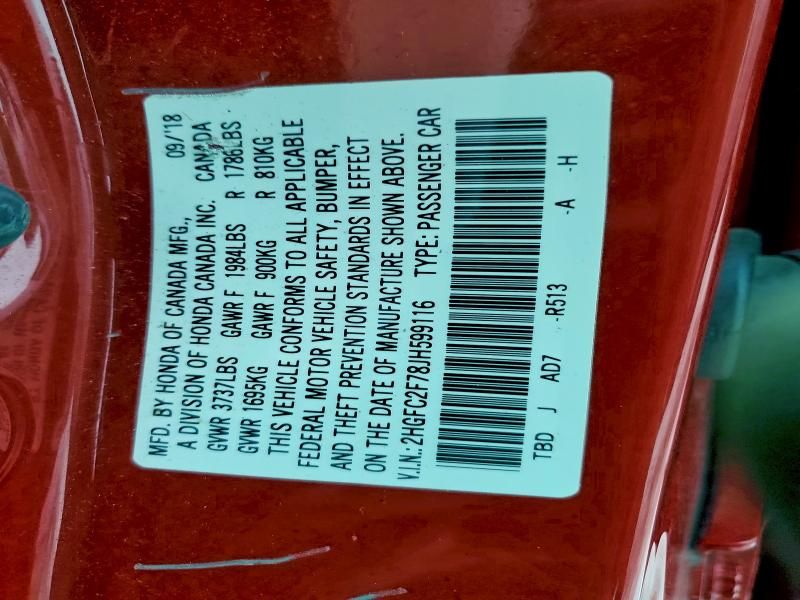 MFD. BY HONDA OF CANADA MFG., 09/'18
A DIVISION OF HONDA CANADA INC. CANADA
GVWR 3737LBS GAWR F 1984LBS R 1786LBS
GVWR 1695KG GAWR F 900KG R 810KG
THIS VEHICLE CONFORMS TO ALL APPLICABLE
FEDERAL MOTOR VEHICLE SAFETY, BUMPER,
AND THEFT PREVENTION STANDARDS IN EFFECT
ON THE DATE OF MANUFACTURE SHOWN ABOVE.
V.I.N.: 2HGFC2F78JH599116 TYPE: PASSENGER CAR
TBD J AD7 -R513 -A -H